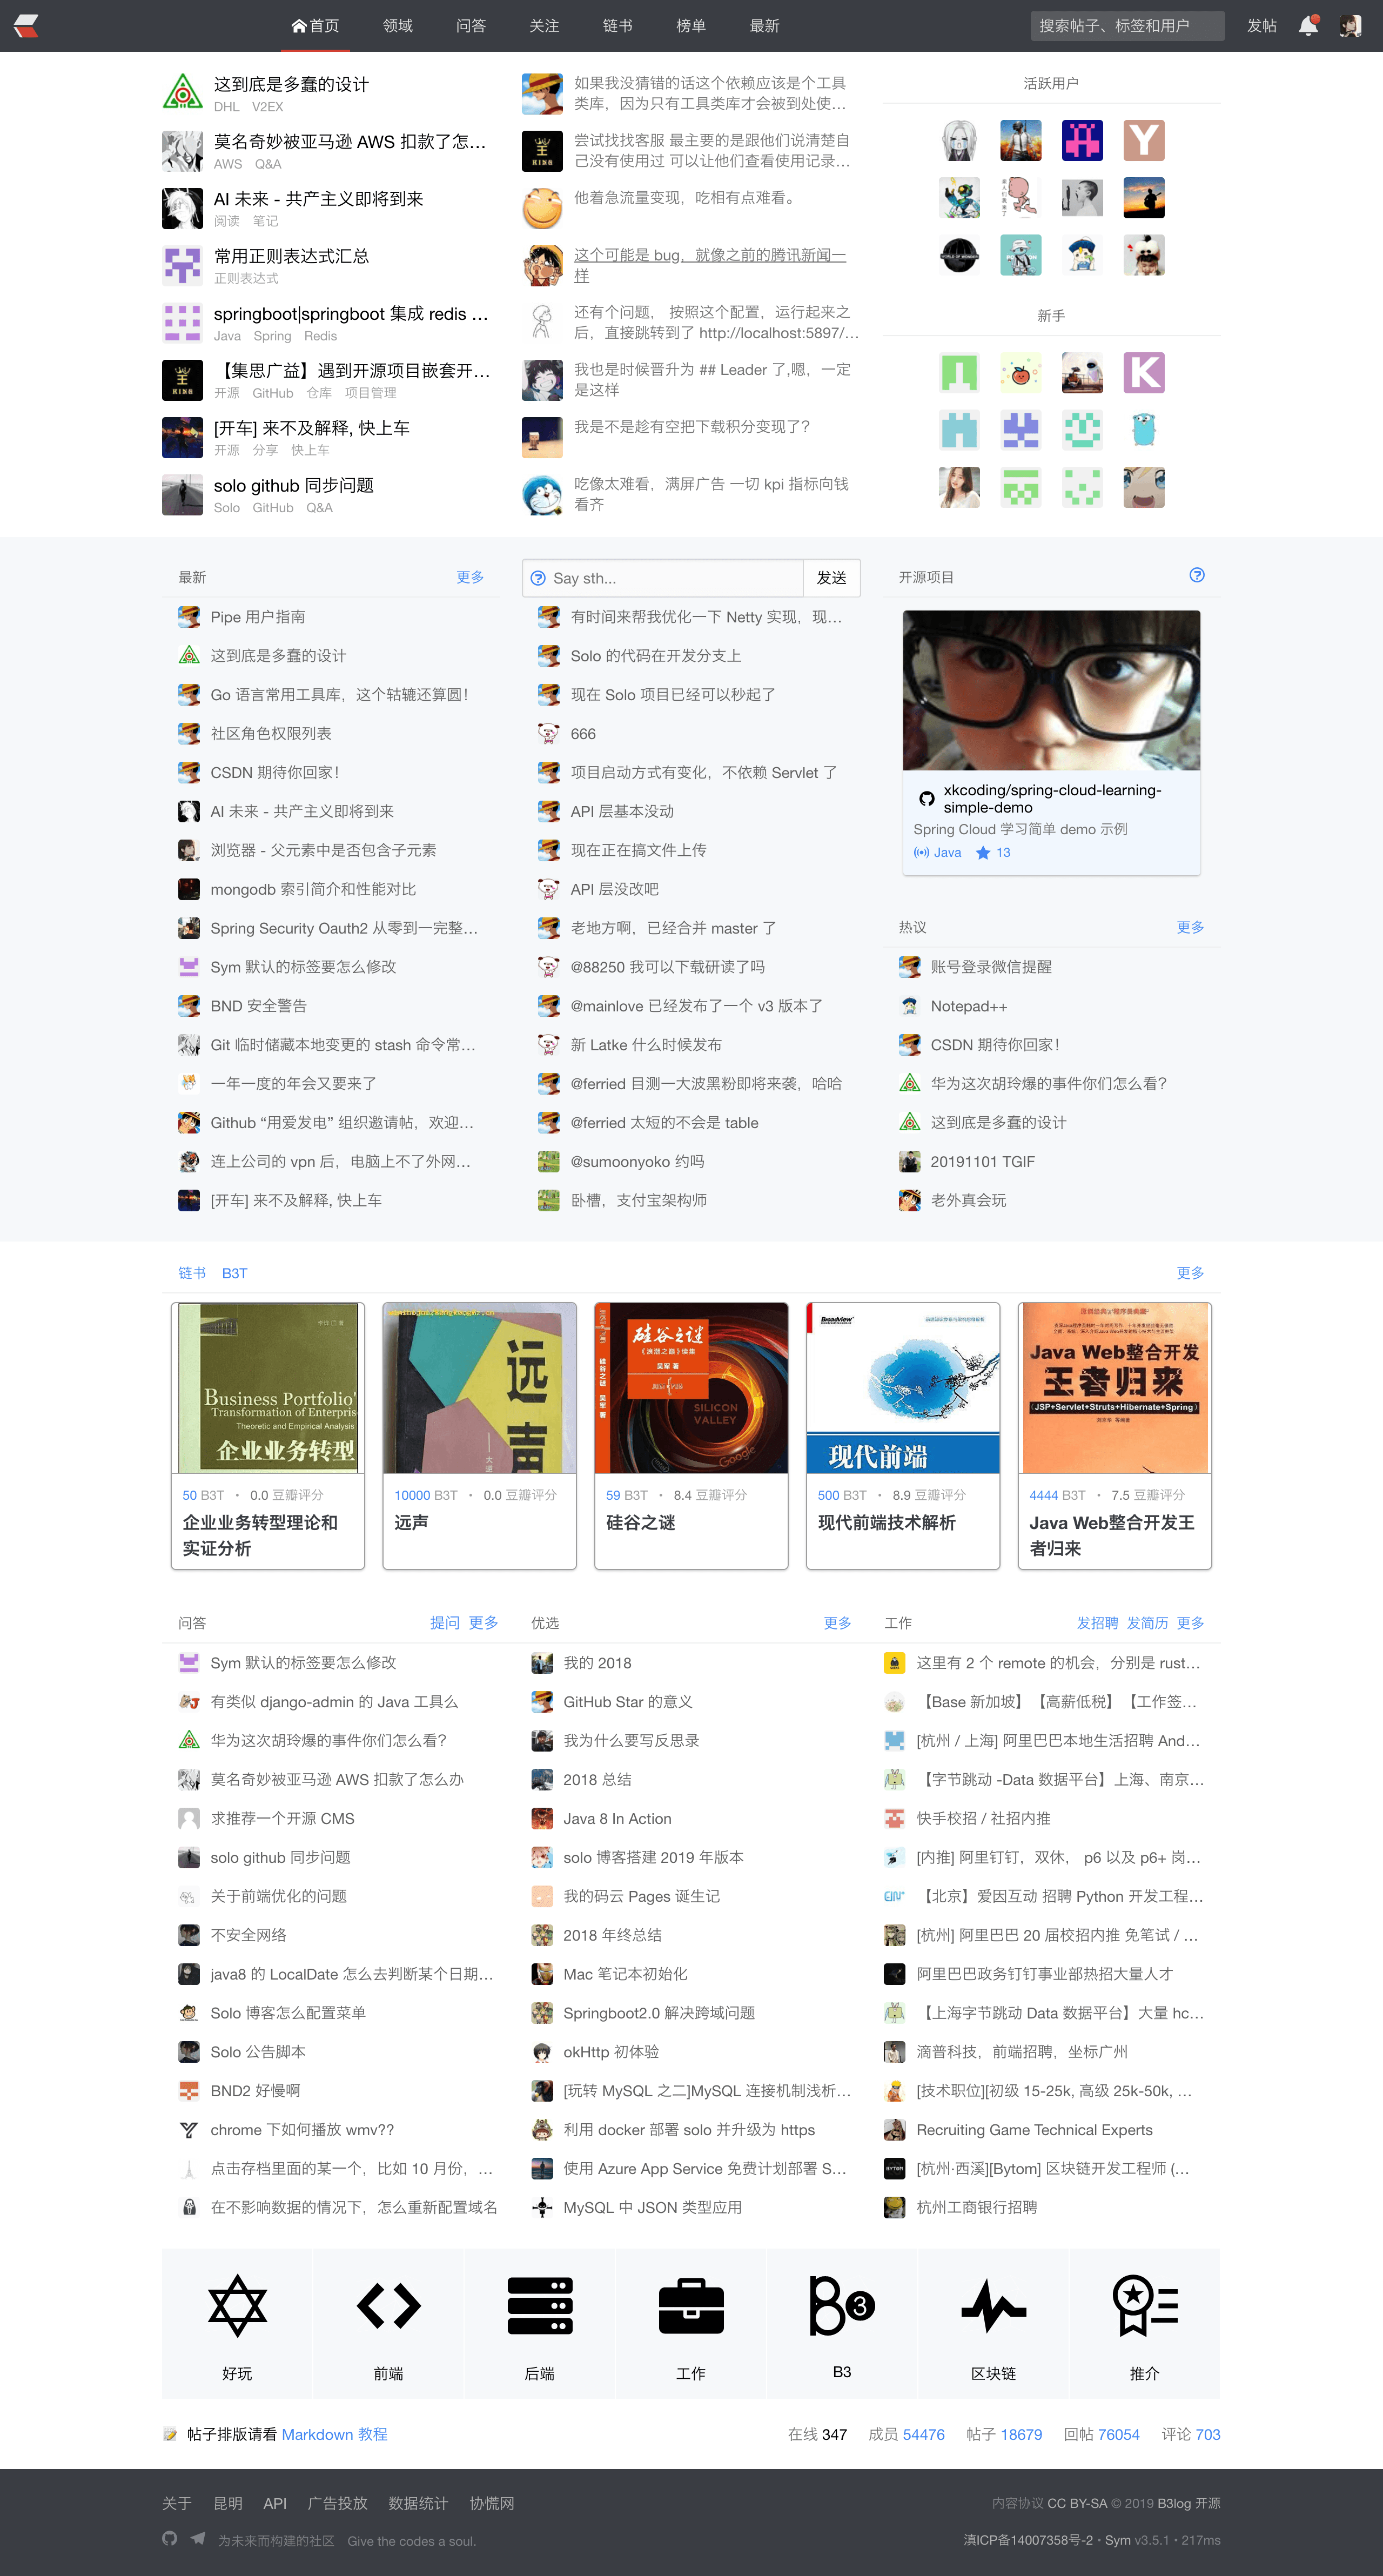 首页 领域 问答 关注 链书 榜单 最新 搜索帖子、标签和用户 发帖
这到底是多蠢的设计
DHL V2EX
莫名奇妙被亚马逊 AWS 扣款了怎...
AWS Q&A
AI 未来 - 共产主义即将到来
阅读 笔记
常用正则表达式汇总
正则表达式
springboot|springboot 集成 redis ...
Java Spring Redis
【集思广益】遇到开源项目嵌套开...
开源 GitHub 仓库 项目管理
[开车] 来不及解释, 快上车
开源 分享 快上车
solo github 同步问题
Solo GitHub Q&A
如果我没猜错的话这个依赖应该是个工具
类库，因为只有工具类库才会被到处使...
尝试找找客服 最主要的是跟他们说清楚自
己没有使用过 可以让他们查看使用记录...
他着急流量变现，吃相有点难看。
这个可能是 bug，就像之前的腾讯新闻一
样
还有个问题， 按照这个配置，运行起来之
后，直接跳转到了 http://localhost:5897/...
我也是时候晋升为 ## Leader 了,嗯，一定
是这样
我是不是趁有空把下载积分变现了？
吃像太难看，满屏广告 一切 kpi 指标向钱
看齐
活跃用户
新手
最新 更多
Pipe 用户指南
这到底是多蠢的设计
Go 语言常用工具库，这个轱辘还算圆！
社区角色权限列表
CSDN 期待你回家！
AI 未来 - 共产主义即将到来
浏览器 - 父元素中是否包含子元素
mongodb 索引简介和性能对比
Spring Security Oauth2 从零到一完整...
Sym 默认的标签要怎么修改
BND 安全警告
Git 临时储藏本地变更的 stash 命令常...
一年一度的年会又要来了
Github “用爱发电” 组织邀请帖，欢迎...
连上公司的 vpn 后，电脑上不了外网...
[开车] 来不及解释, 快上车
Say sth... 发送
有时间来帮我优化一下 Netty 实现，现...
Solo 的代码在开发分支上
现在 Solo 项目已经可以秒起了
666
项目启动方式有变化，不依赖 Servlet 了
API 层基本没动
现在正在搞文件上传
API 层没改吧
老地方啊，已经合并 master 了
@88250 我可以下载研读了吗
@mainlove 已经发布了一个 v3 版本了
新 Latke 什么时候发布
@ferried 目测一大波黑粉即将来袭，哈哈
@ferried 太短的不会是 table
@sumoonyoko 约吗
卧槽，支付宝架构师
开源项目
xkcoding/spring-cloud-learning-
simple-demo
Spring Cloud 学习简单 demo 示例
Java 13
热议 更多
账号登录微信提醒
Notepad++
CSDN 期待你回家！
华为这次胡玲爆的事件你们怎么看？
这到底是多蠢的设计
20191101 TGIF
老外真会玩
链书 B3T 更多
Business Portfolio'
Transformation of Enterpris
Theoretic and Empirical Analysis
企业业务转型
50 B3T • 0.0 豆瓣评分
企业业务转型理论和
实证分析
远声
10000 B3T • 0.0 豆瓣评分
远声
硅谷之谜
《浪潮之巅》续集
吴军 著
JUST PUB
硅谷之谜 吴军 著
SILICON
VALLEY
Google
59 B3T • 8.4 豆瓣评分
硅谷之谜
Broadview
现代前端
500 B3T • 8.9 豆瓣评分
现代前端技术解析
Java Web整合开发
王者归来
(JSP+Servlet+Struts+Hibernate+Spring)
4444 B3T • 7.5 豆瓣评分
Java Web整合开发王
者归来
问答 提问 更多
Sym 默认的标签要怎么修改
有类似 django-admin 的 Java 工具么
华为这次胡玲爆的事件你们怎么看？
莫名奇妙被亚马逊 AWS 扣款了怎么办
求推荐一个开源 CMS
solo github 同步问题
关于前端优化的问题
不安全网络
java8 的 LocalDate 怎么去判断某个日期...
Solo 博客怎么配置菜单
Solo 公告脚本
BND2 好慢啊
chrome 下如何播放 wmv??
点击存档里面的某一个，比如 10 月份，...
在不影响数据的情况下，怎么重新配置域名
优选 更多
我的 2018
GitHub Star 的意义
我为什么要写反思录
2018 总结
Java 8 In Action
solo 博客搭建 2019 年版本
我的码云 Pages 诞生记
2018 年终总结
Mac 笔记本初始化
Springboot2.0 解决跨域问题
okHttp 初体验
[玩转 MySQL 之二]MySQL 连接机制浅析...
利用 docker 部署 solo 并升级为 https
使用 Azure App Service 免费计划部署 S...
MySQL 中 JSON 类型应用
工作 发招聘 发简历 更多
这里有 2 个 remote 的机会，分别是 rust...
【Base 新加坡】【高薪低税】【工作签...
[杭州 / 上海] 阿里巴巴本地生活招聘 And...
【字节跳动 -Data 数据平台】上海、南京...
快手校招 / 社招内推
[内推] 阿里钉钉，双休， p6 以及 p6+ 岗...
【北京】爱因互动 招聘 Python 开发工程...
[杭州] 阿里巴巴 20 届校招内推 免笔试 / ...
阿里巴巴政务钉钉事业部热招大量人才
【上海字节跳动 Data 数据平台】大量 hc...
滴普科技，前端招聘，坐标广州
[技术职位][初级 15-25k, 高级 25k-50k, ...
Recruiting Game Technical Experts
[杭州·西溪][Bytom] 区块链开发工程师 (...
杭州工商银行招聘
好玩 前端 后端 工作 B3 区块链 推介
帖子排版请看 Markdown 教程
在线 347 成员 54476 帖子 18679 回帖 76054 评论 703
关于 昆明 API 广告投放 数据统计 协慌网
为未来而构建的社区 Give the codes a soul.
内容协议 CC BY-SA © 2019 B3log 开源
滇ICP备14007358号-2 • Sym v3.5.1 • 217ms